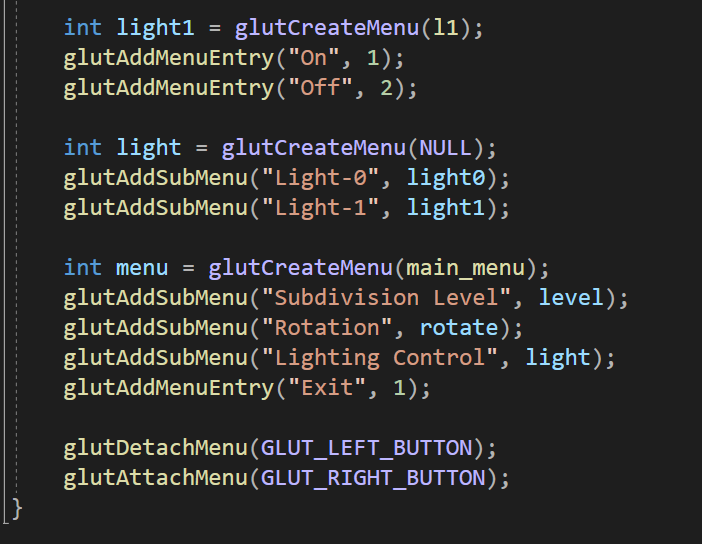 int light1 = glutCreateMenu(l1);
glutAddMenuEntry("On", 1);
glutAddMenuEntry("Off", 2);
int light = glutCreateMenu(NULL);
glutAddSubMenu("Light-0", light0);
glutAddSubMenu("Light-1", light1);
int menu = glutCreateMenu(main_menu);
glutAddSubMenu("Subdivision Level", level);
glutAddSubMenu("Rotation", rotate);
glutAddSubMenu("Lighting Control", light);
glutAddMenuEntry("Exit", 1);
glutDetachMenu(GLUT_LEFT_BUTTON);
glutAttachMenu(GLUT_RIGHT_BUTTON);
}